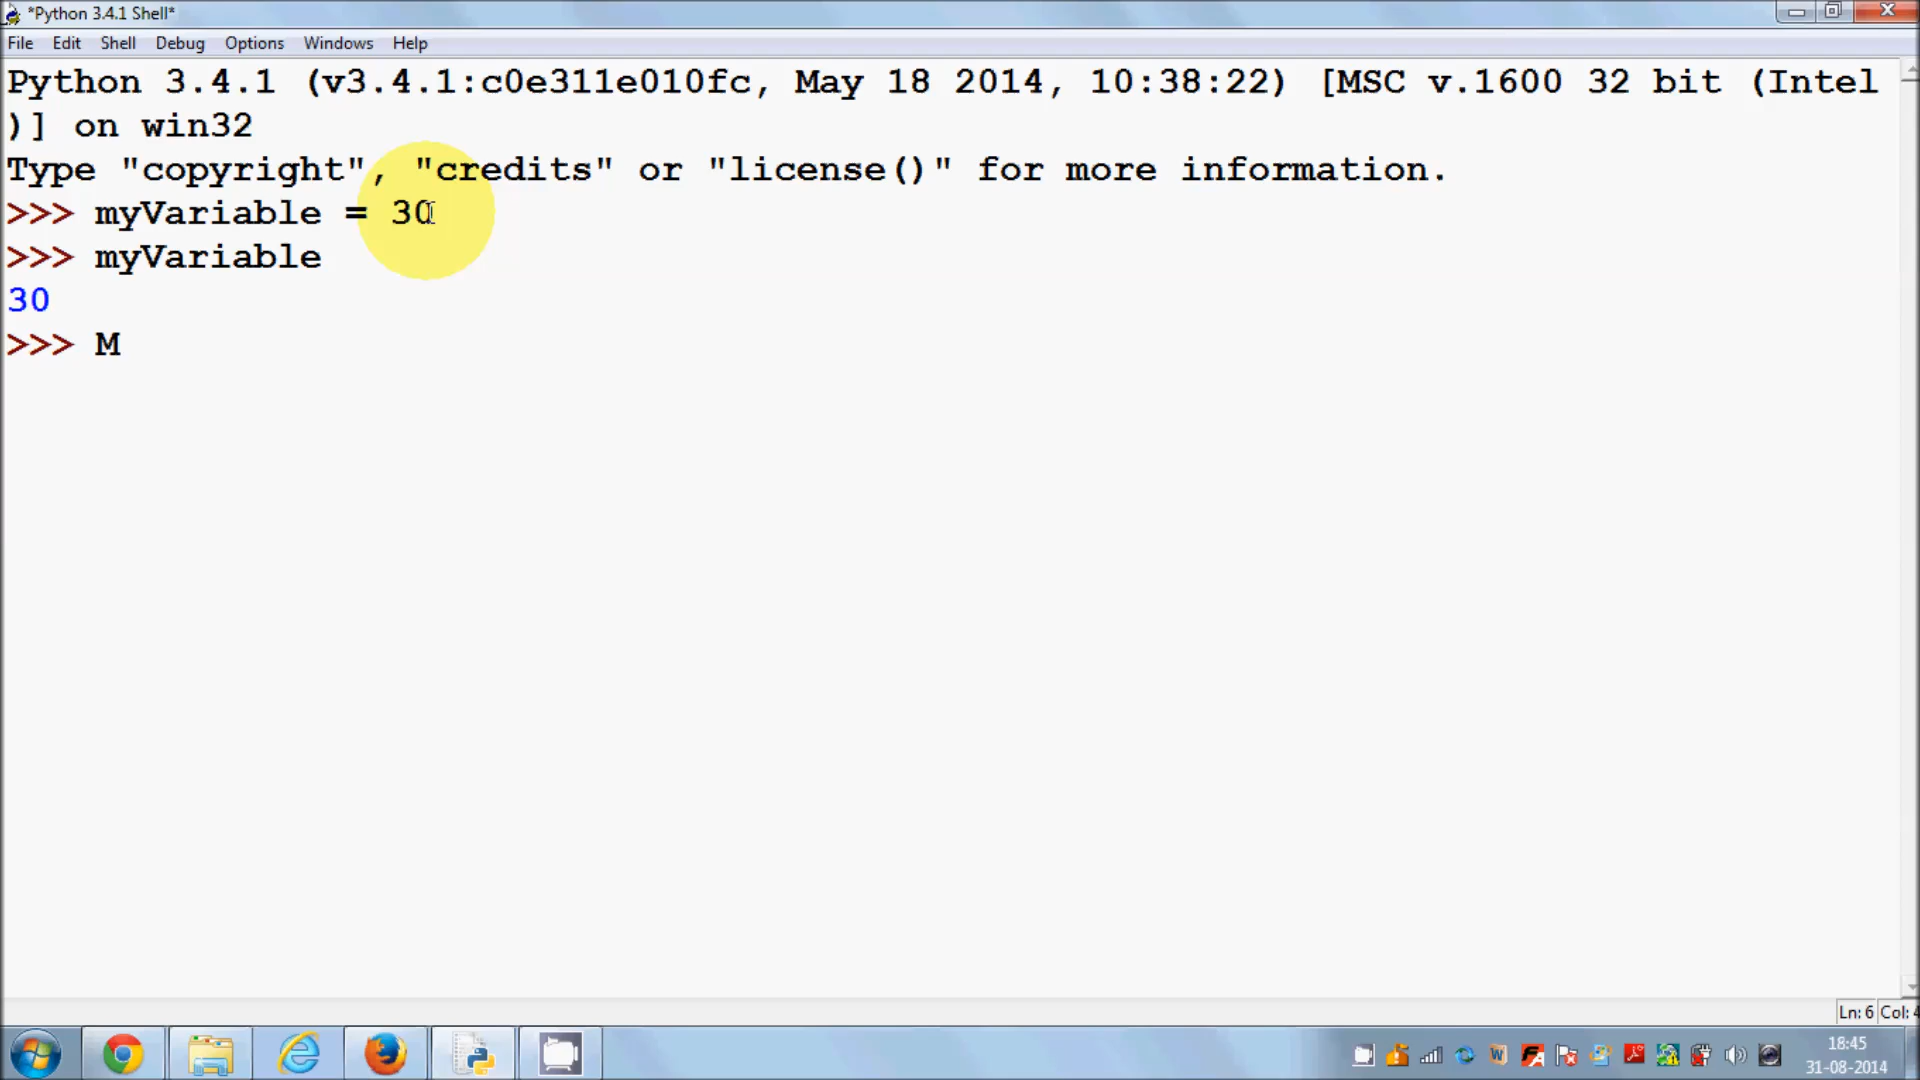 *Python 3.4.1 Shell*
File Edit Shell Debug Options Windows Help
Python 3.4.1 (v3.4.1:c0e311e010fc, May 18 2014, 10:38:22) [MSC v.1600 32 bit (Intel
)] on win32
Type "copyright", "credits" or "license()" for more information.
>>> myVariable = 30
>>> myVariable
30
>>> M
Ln: 6 Col: 4
18:45
31-08-2014